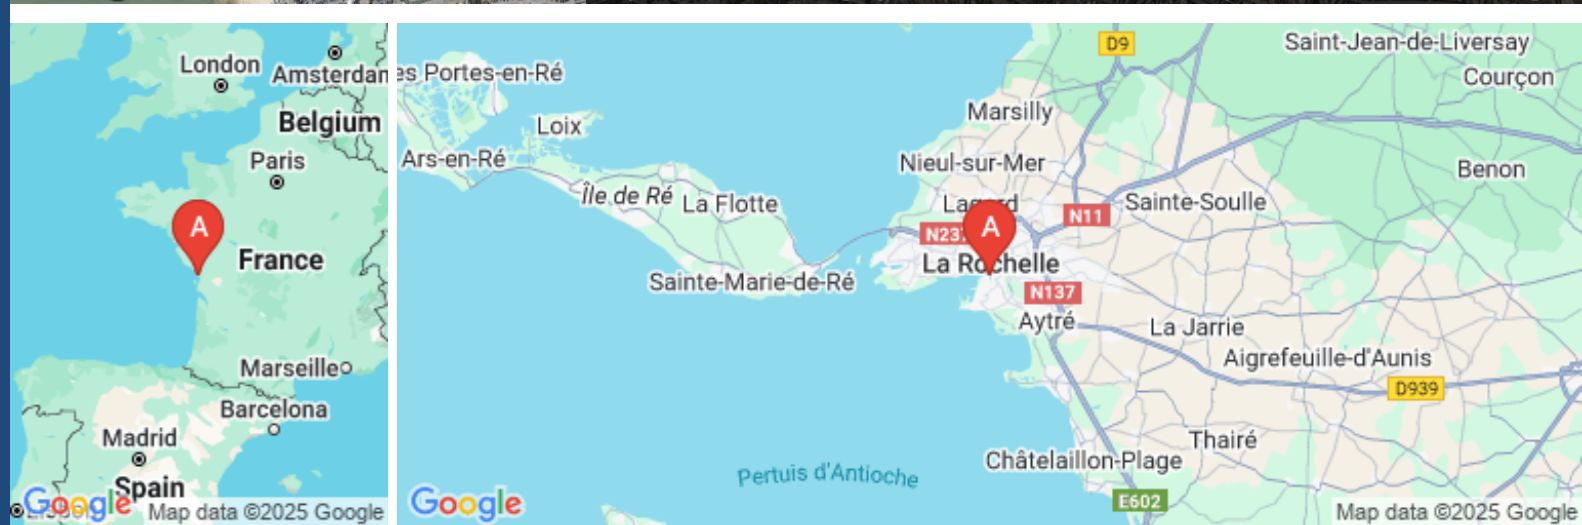 London
Amsterdan
Belgium
Paris
A
France
Marseille
Barcelona
Madrid
Spain
Google
Map data ©2025 Google
D9
Saint-Jean-de-Liversay
es Portes-en-Ré
Courçon
Marsilly
Loix
Ars-en-Ré
Nieul-sur-Mer
Benon
Île de Ré
La Flotte
Sainte-Soulle
N11
A
La Rochelle
Sainte-Marie-de-Ré
N137
Aytré
La Jarrie
Aigrefeuille-d'Aunis
D939
Thairé
Châtelaillon-Plage
Pertuis d'Antioche
E602
Google
Map data ©2025 Google